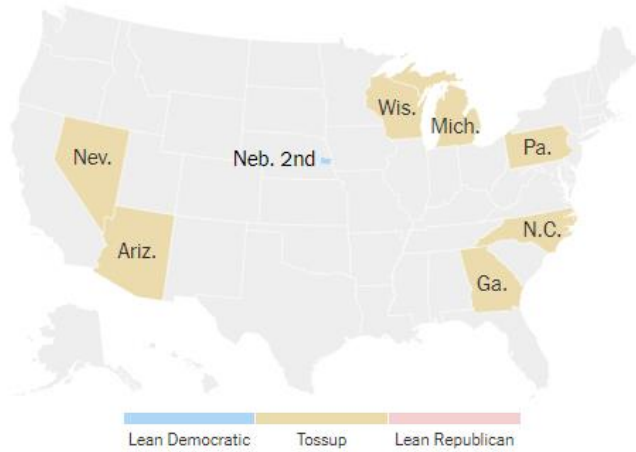 Wis.
Mich.
Pa.
Nev.
Neb. 2nd
N.C.
Ariz.
Ga.
Lean Democratic
Tossup
Lean Republican